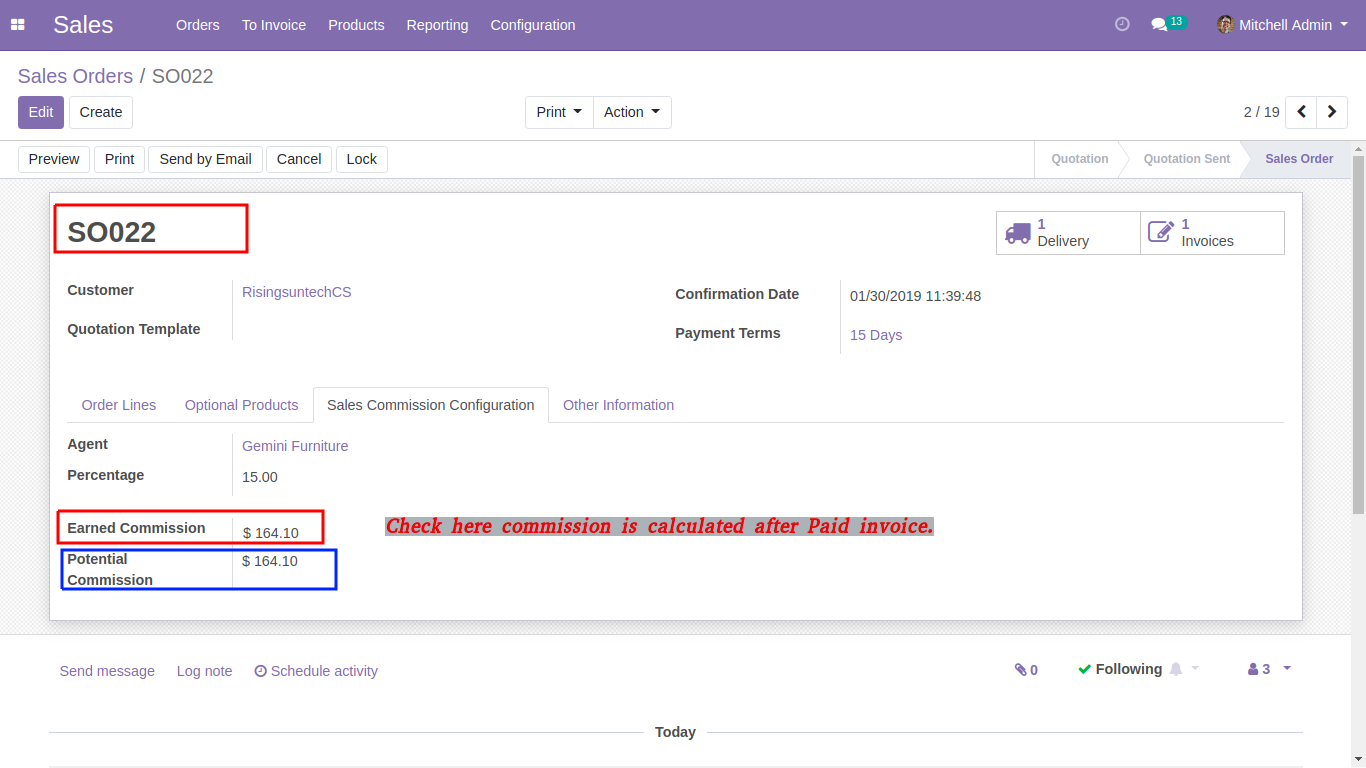 Sales Orders To Invoice Products Reporting Configuration 13 Mitchell Admin
Sales Orders / SO022
Edit Create Print Action 2 / 19
Preview Print Send by Email Cancel Lock Quotation Quotation Sent Sales Order
SO022
1 Delivery
1 Invoices
Customer RisingsuntechCS
Quotation Template
Confirmation Date 01/30/2019 11:39:48
Payment Terms 15 Days
Order Lines Optional Products Sales Commission Configuration Other Information
Agent Gemini Furniture
Percentage 15.00
Earned Commission $ 164.10 Check here commission is calculated after Paid invoice.
Potential $ 164.10
Commission
Send message Log note Schedule activity 0 Following 3
Today